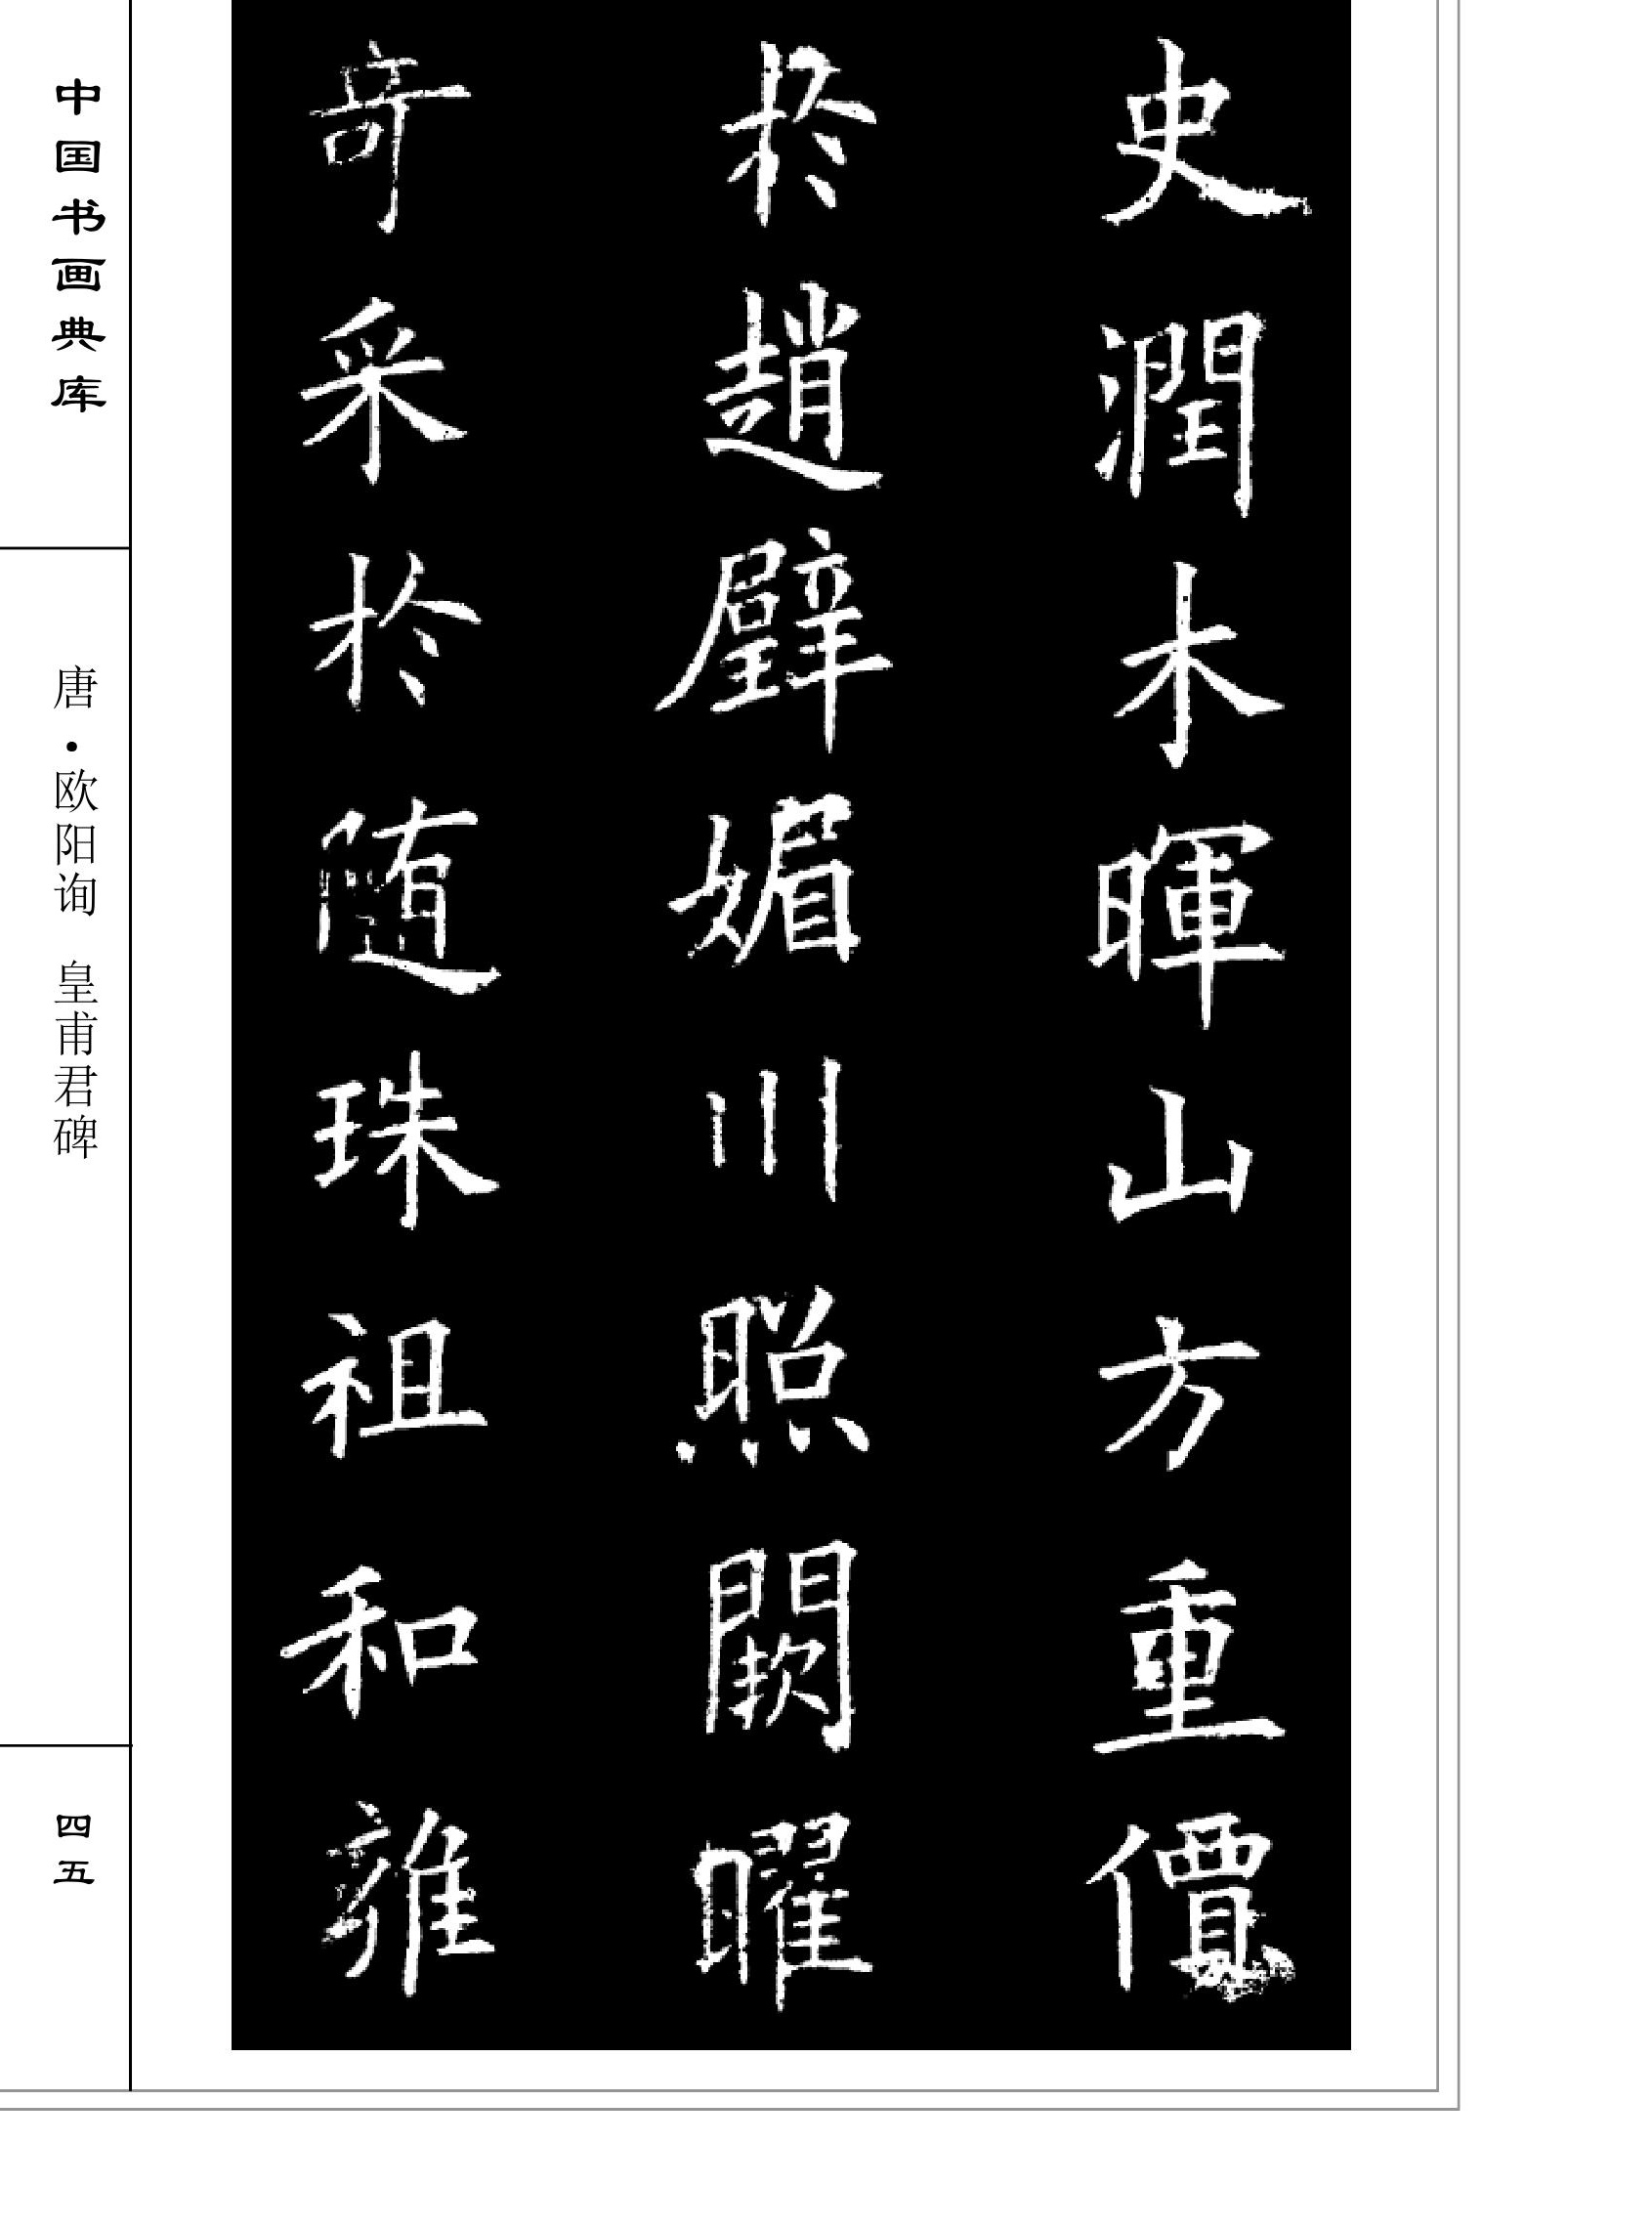 史潤木暉山方重價
於趙璧媚川照闕曜
奇采於随珠祖和雍
中国书画典库
唐·欧阳询 皇甫君碑
四五